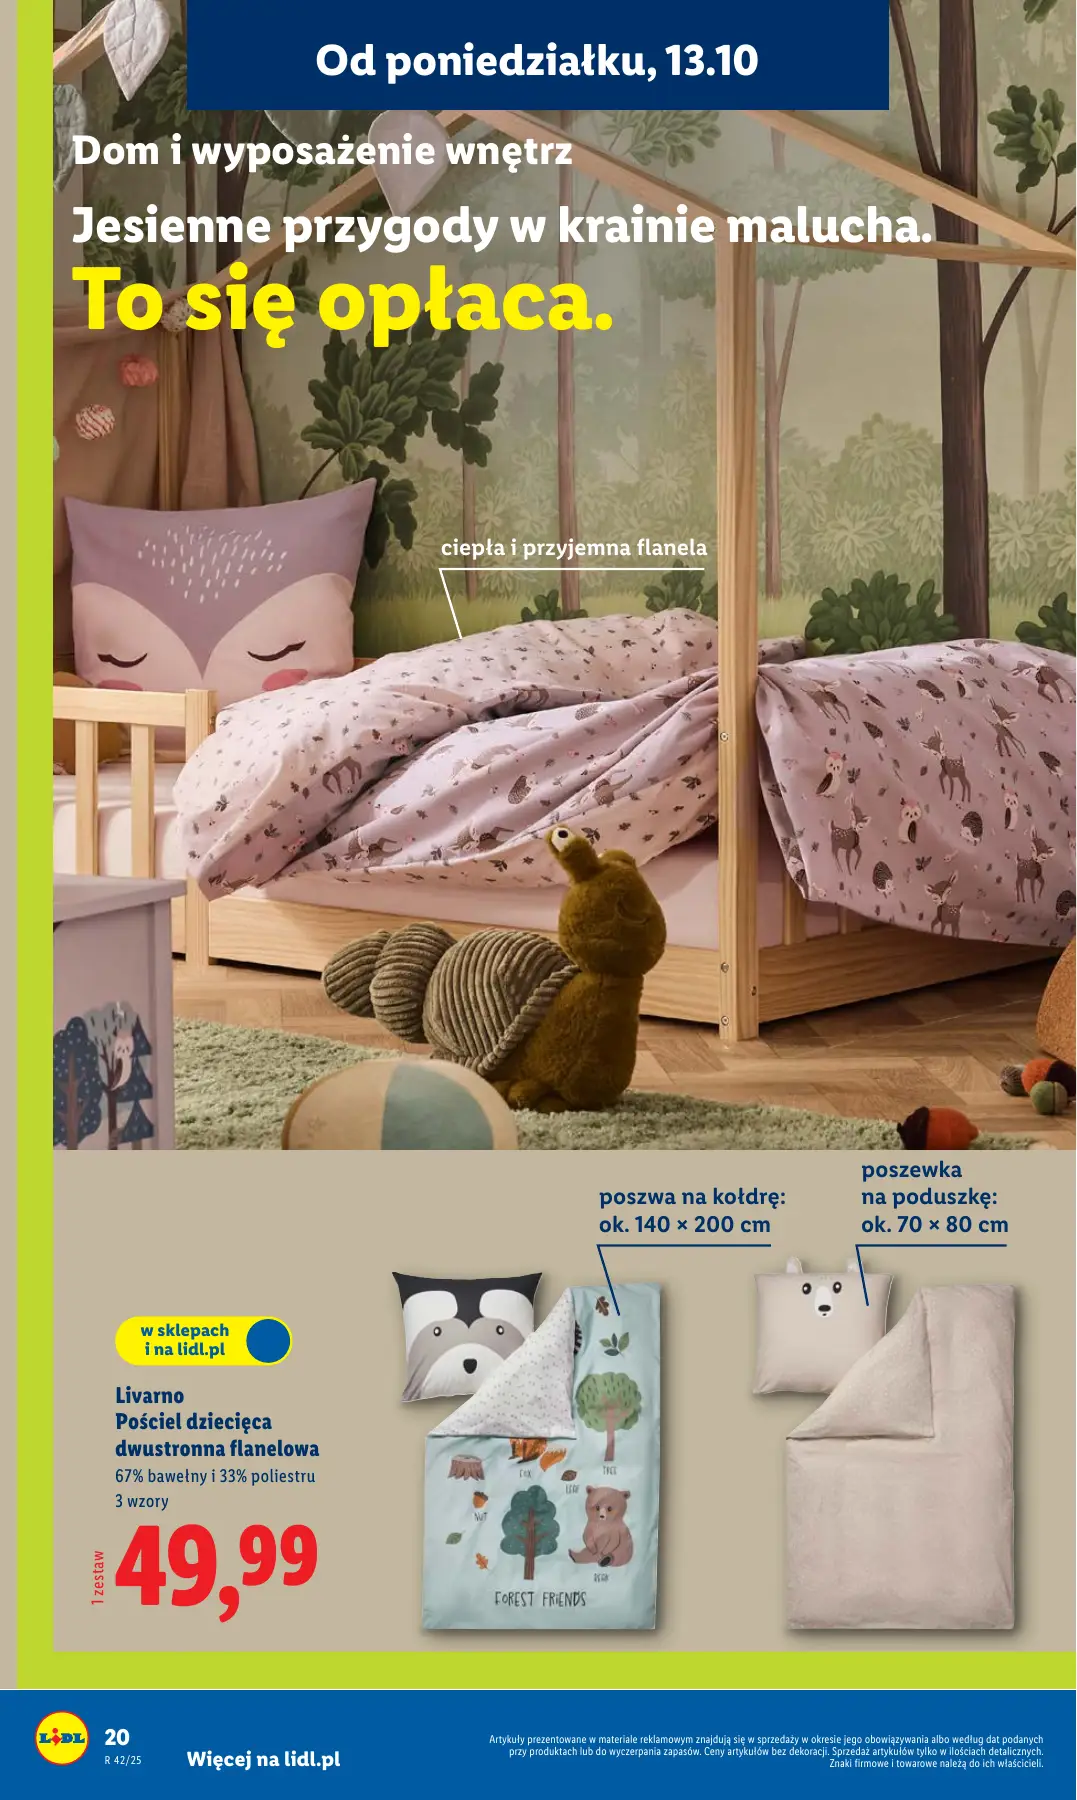 Od poniedziałku, 13.10
Dom i wyposażenie wnętrz
Jesienne przygody w krainie malucha.
To się opłaca.
ciepła i przyjemna flanela
poszwa na kołdrę:
ok. 140 × 200 cm
poszewka
na poduszkę:
ok. 70 × 80 cm
w sklepach
i na lidl.pl
Livarno
Pościel dziecięca
dwustronna flanelowa
67% bawełny i 33% poliestru
3 wzory
1 zestaw
49,99
FOX
TREE
LEAF
NUT
BEAR
FOREST FRIENDS
LIDL
20
R 42/25
Więcej na lidl.pl
Artykuły prezentowane w materiale reklamowym znajdują się w sprzedaży w okresie jego obowiązywania albo według dat podanych
przy produktach lub do wyczerpania zapasów. Ceny artykułów bez dekoracji. Sprzedaż artykułów tylko w ilościach detalicznych.
Znaki firmowe i towarowe należą do ich właścicieli.